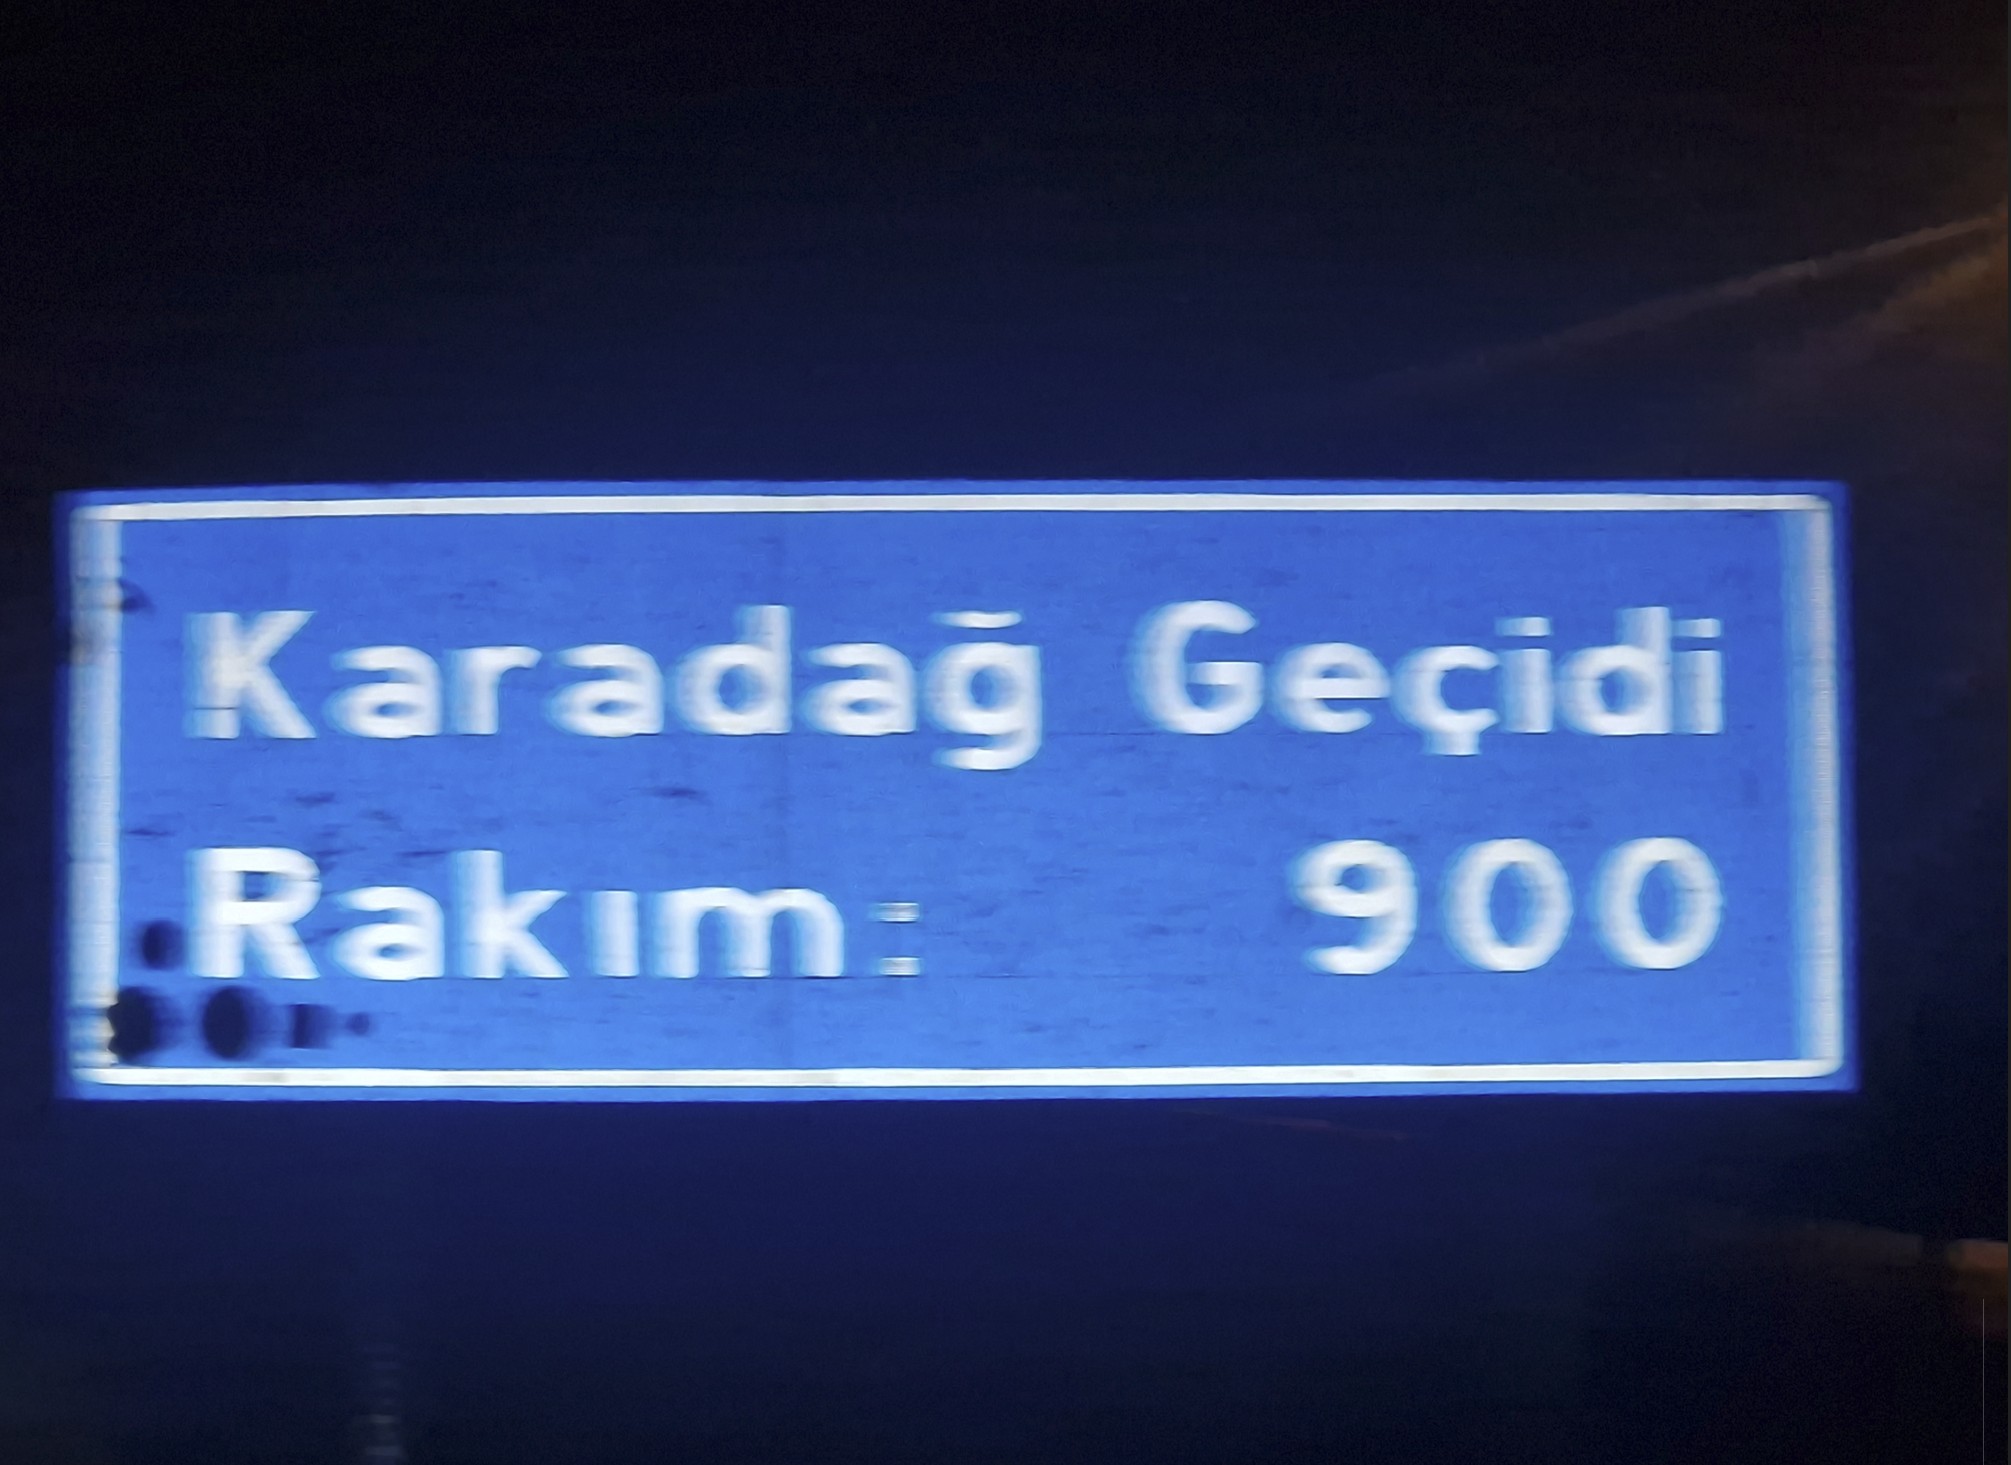 Karadağ Geçidi
Rakım: 900